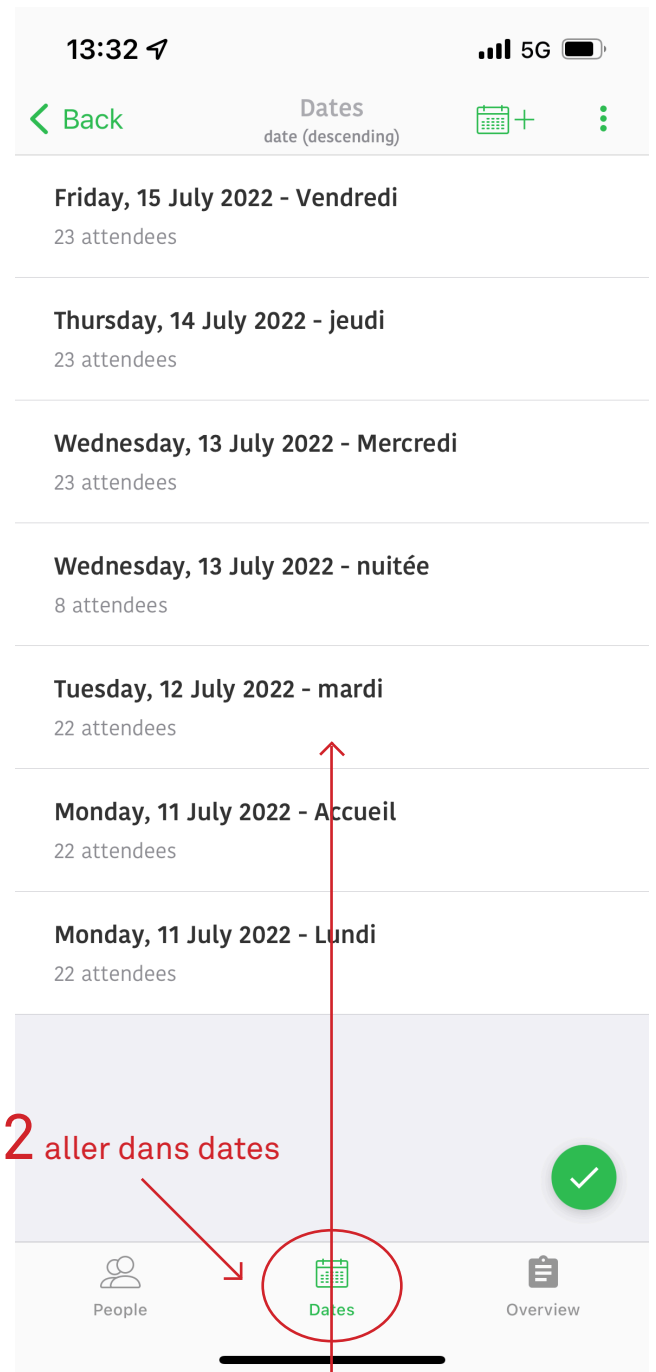 13:32 5G
Back Dates
date (descending)
Friday, 15 July 2022 - Vendredi
23 attendees
Thursday, 14 July 2022 - jeudi
23 attendees
Wednesday, 13 July 2022 - Mercredi
23 attendees
Wednesday, 13 July 2022 - nuitée
8 attendees
Tuesday, 12 July 2022 - mardi
22 attendees
Monday, 11 July 2022 - Accueil
22 attendees
Monday, 11 July 2022 - Lundi
22 attendees
2 aller dans dates
People Dates Overview